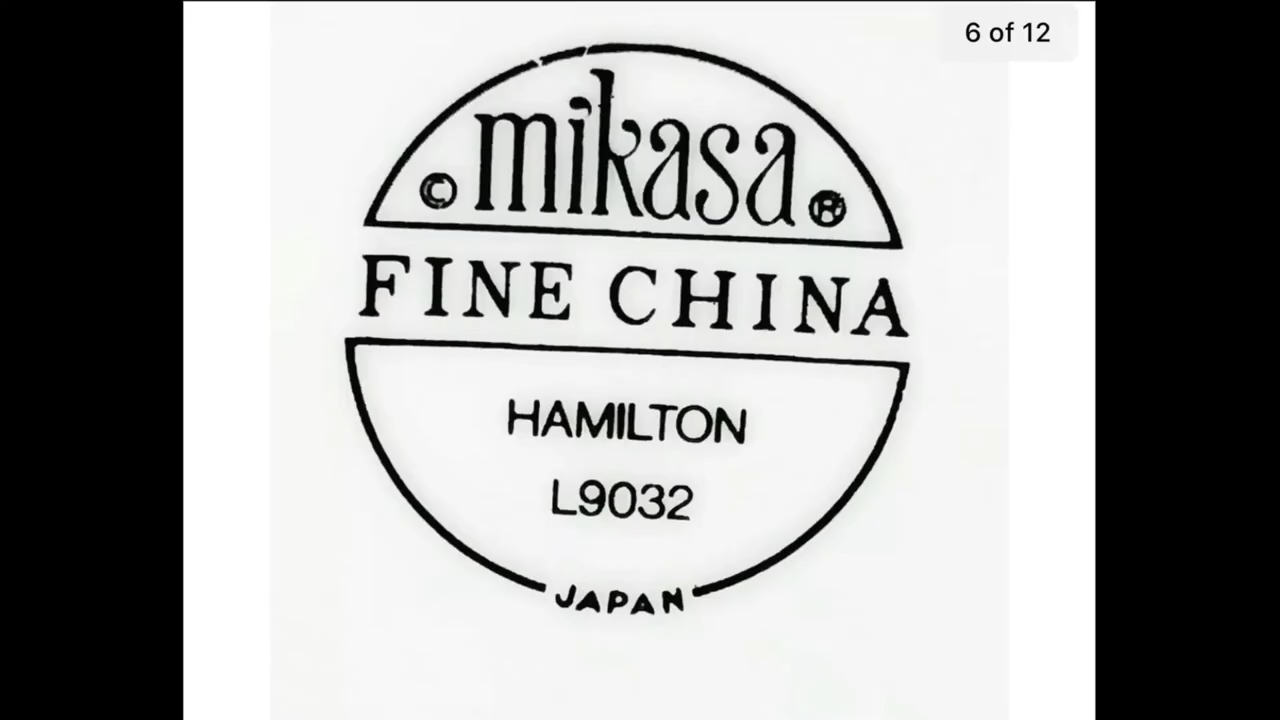 6 of 12
© mikasa ®
FINE CHINA
HAMILTON
L9032
JAPAN